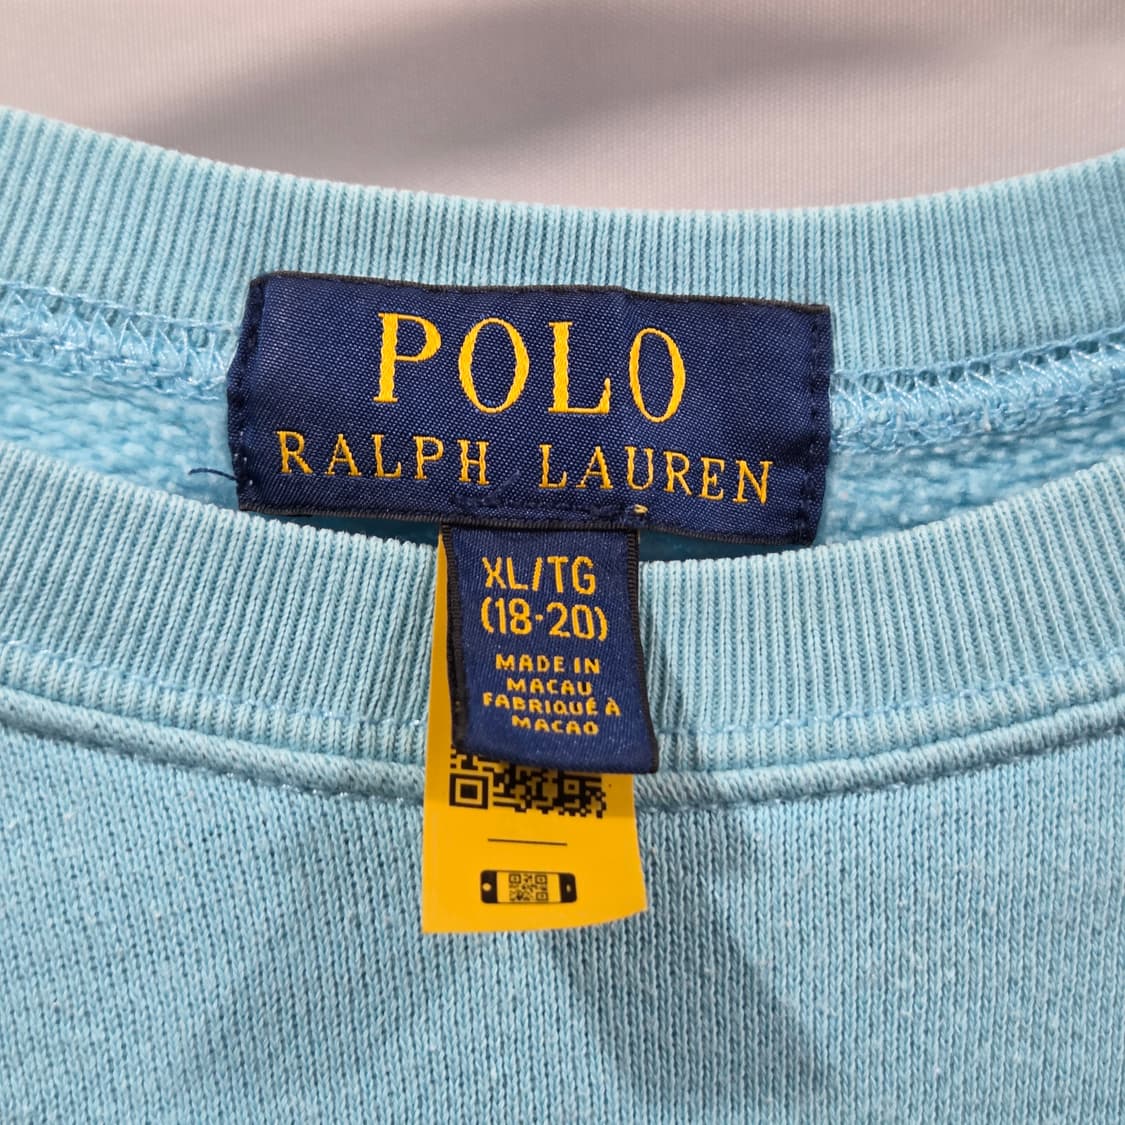 POLO
RALPH LAUREN
XL/TG
(18-20)
MADE IN
MACAU
FABRIQUÉ À
MACAO